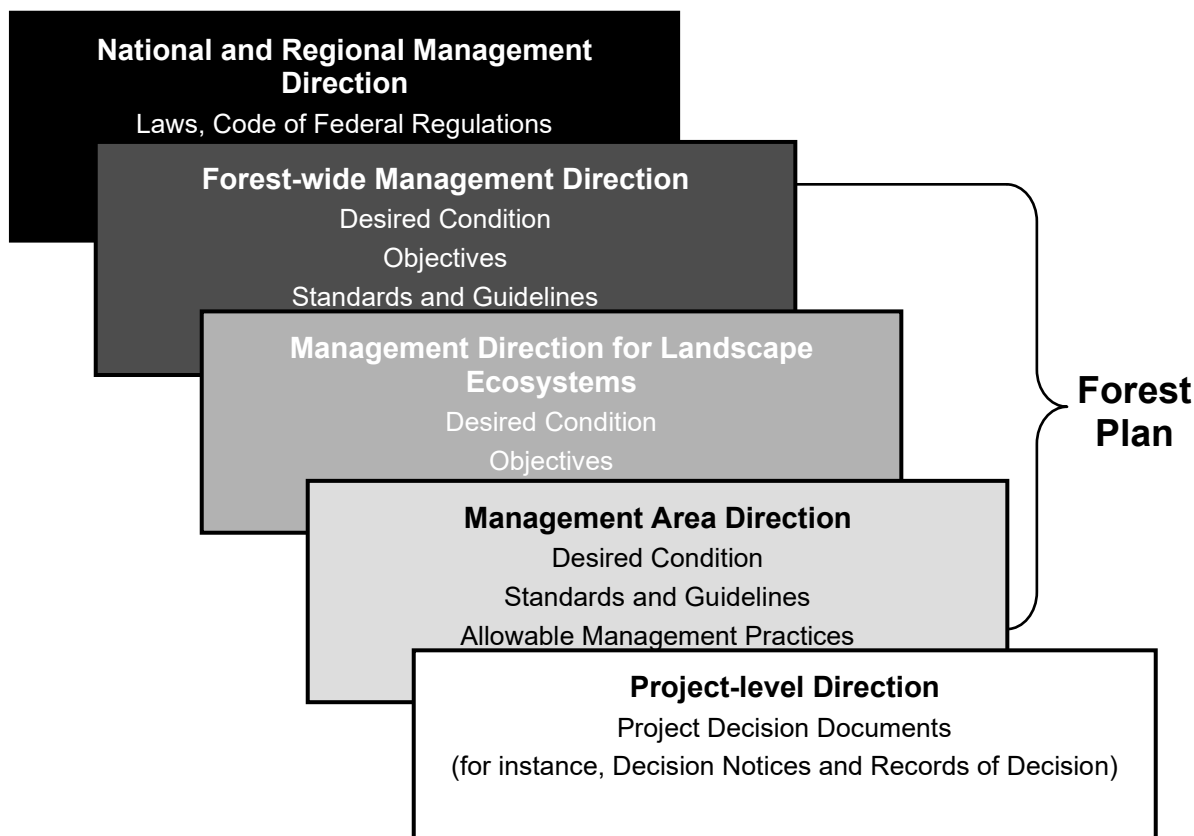 National and Regional Management
Direction
Laws, Code of Federal Regulations
Forest-wide Management Direction
Desired Condition
Objectives
Standards and Guidelines
Management Direction for Landscape
Ecosystems
Desired Condition
Objectives
Management Area Direction
Desired Condition
Standards and Guidelines
Allowable Management Practices
Project-level Direction
Project Decision Documents
(for instance, Decision Notices and Records of Decision)
Forest
Plan